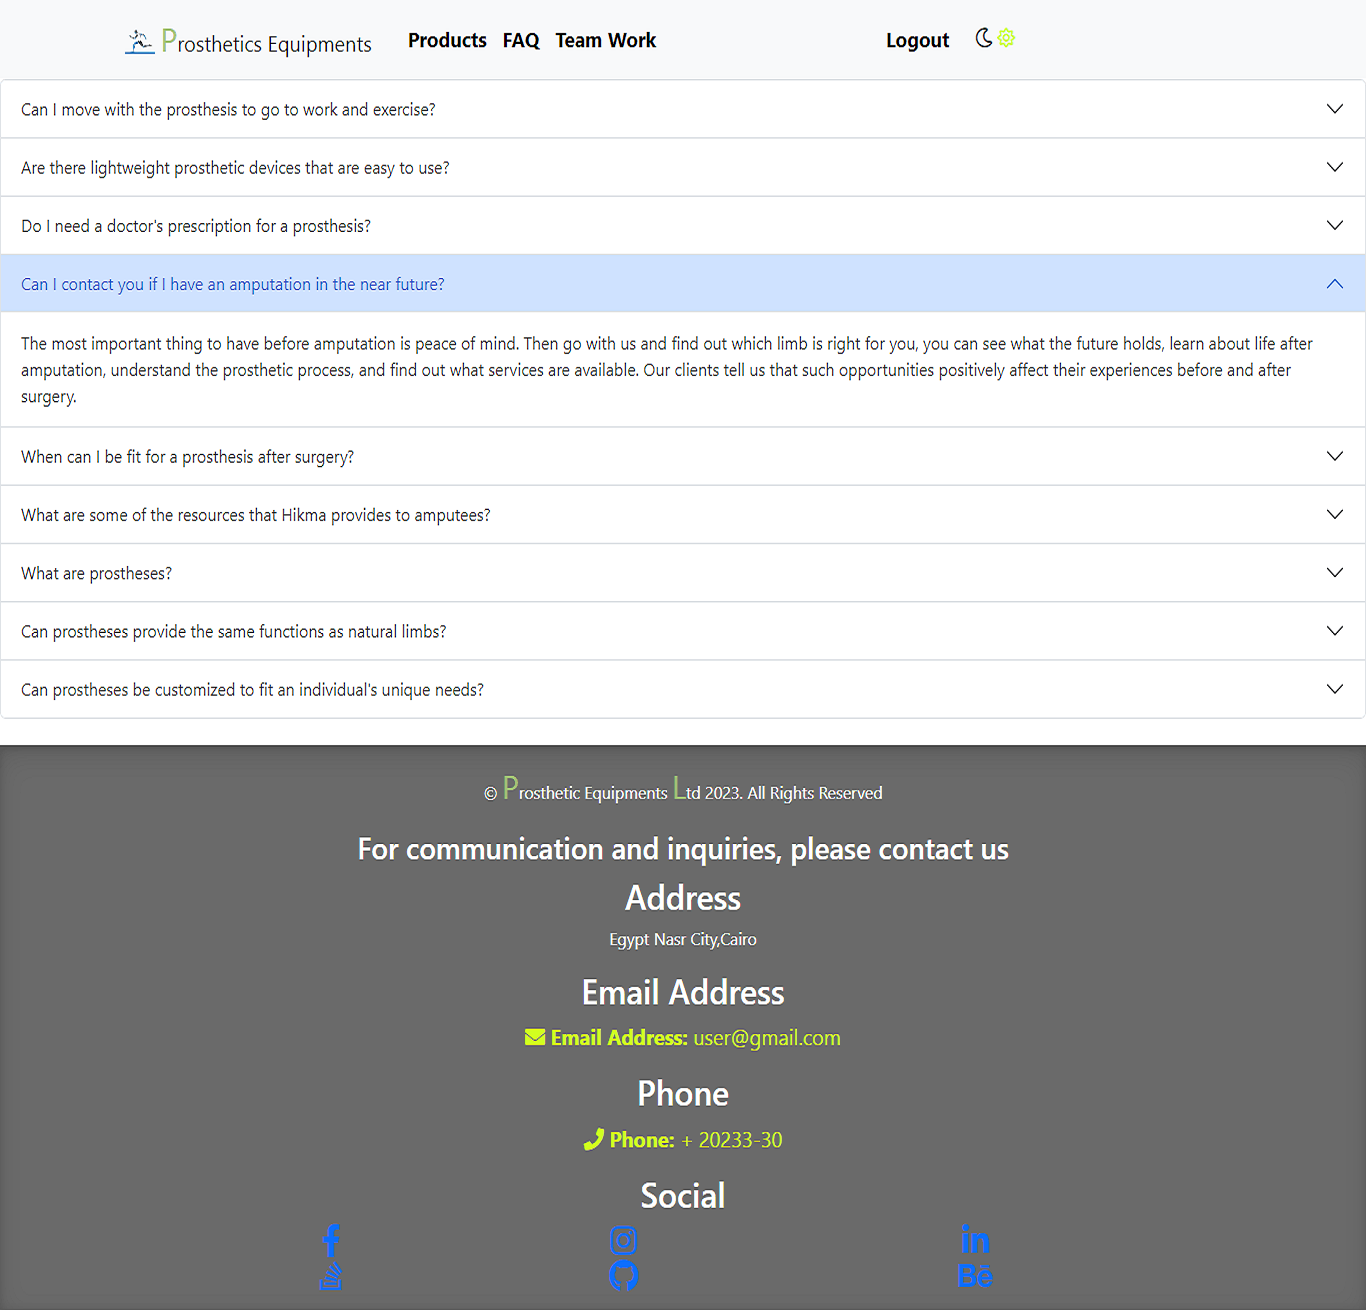 Prosthetics Equipments Products FAQ Team Work Logout
Can I move with the prosthesis to go to work and exercise?
Are there lightweight prosthetic devices that are easy to use?
Do I need a doctor's prescription for a prosthesis?
Can I contact you if I have an amputation in the near future?
The most important thing to have before amputation is peace of mind. Then go with us and find out which limb is right for you, you can see what the future holds, learn about life after
amputation, understand the prosthetic process, and find out what services are available. Our clients tell us that such opportunities positively affect their experiences before and after
surgery.
When can I be fit for a prosthesis after surgery?
What are some of the resources that Hikma provides to amputees?
What are prostheses?
Can prostheses provide the same functions as natural limbs?
Can prostheses be customized to fit an individual's unique needs?
© Prosthetic Equipments Ltd 2023. All Rights Reserved
For communication and inquiries, please contact us
Address
Egypt Nasr City,Cairo
Email Address
Email Address: user@gmail.com
Phone
Phone: + 20233-30
Social